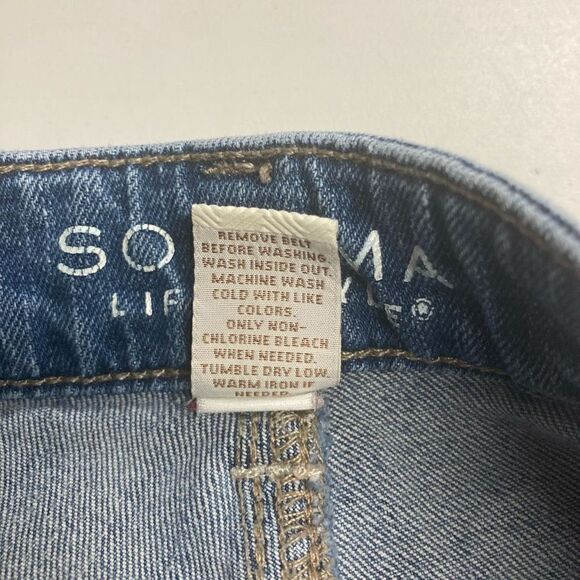 SO MA
LIF YLE®
REMOVE BELT
BEFORE WASHING.
WASH INSIDE OUT.
MACHINE WASH
COLD WITH LIKE
COLORS.
ONLY NON-
CHLORINE BLEACH
WHEN NEEDED.
TUMBLE DRY LOW.
WARM IRON IF
NEEDED.